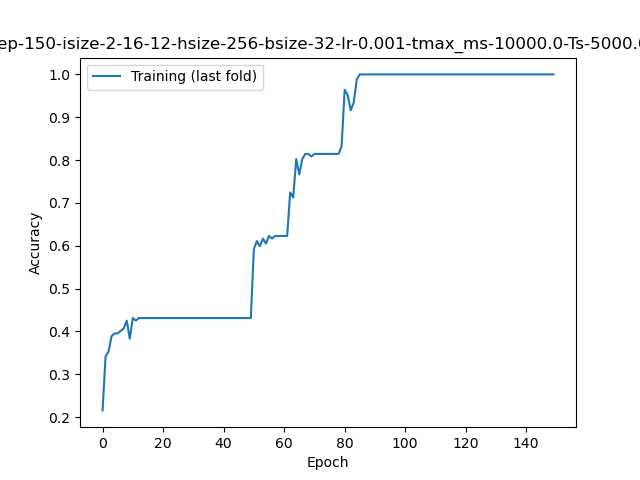 ep-150-isize-2-16-12-hsize-256-bsize-32-lr-0.001-tmax_ms-10000.0-Ts-5000.
Training (last fold)
1.0
0.9
0.8
0.7
0.6
0.5
0.4
0.3
0.2
Accuracy
0 20 40 60 80 100 120 140
Epoch